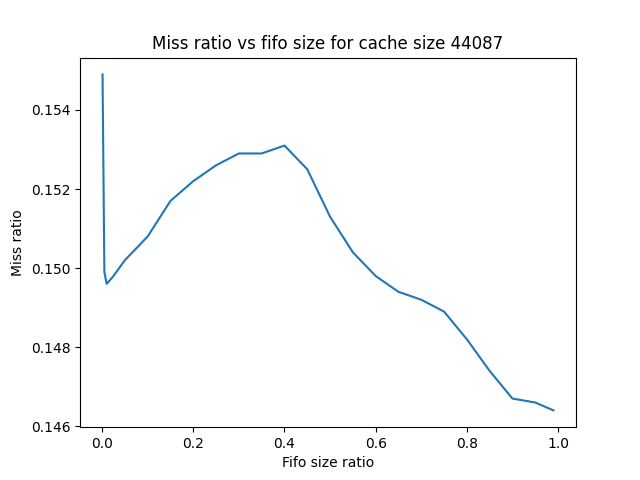 Miss ratio vs fifo size for cache size 44087
0.154
0.152
0.150
0.148
0.146
Miss ratio
0.0 0.2 0.4 0.6 0.8 1.0
Fifo size ratio